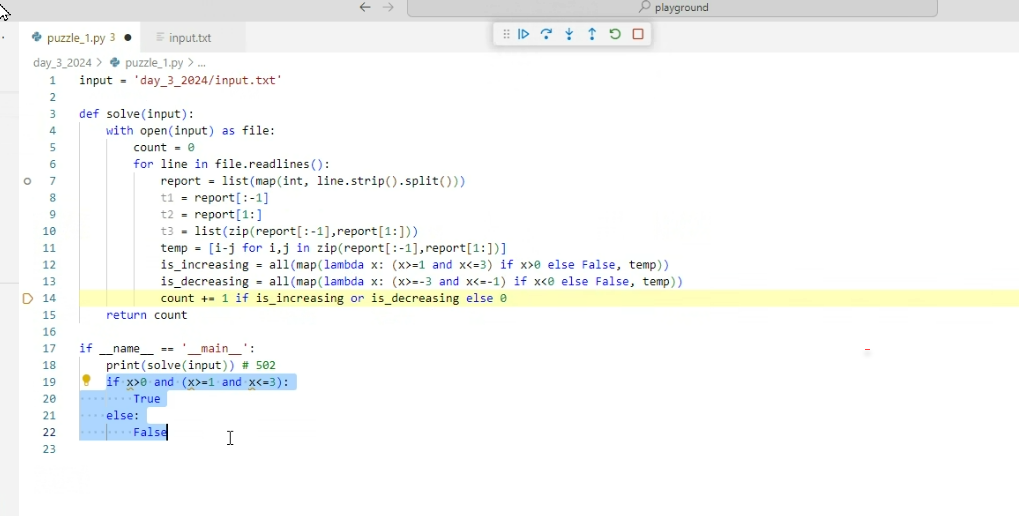 playground
puzzle_1.py 3
input.txt
day_3_2024 > puzzle_1.py > ...
1 input = 'day_3_2024/input.txt'
2
3 def solve(input):
4 with open(input) as file:
5 count = 0
6 for line in file.readlines():
7 report = list(map(int, line.strip().split()))
8 t1 = report[:-1]
9 t2 = report[1:]
10 t3 = list(zip(report[:-1],report[1:]))
11 temp = [i-j for i,j in zip(report[:-1],report[1:])]
12 is_increasing = all(map(lambda x: (x>=1 and x<=3) if x>0 else False, temp))
13 is_decreasing = all(map(lambda x: (x>=-3 and x<=-1) if x<0 else False, temp))
14 count += 1 if is_increasing or is_decreasing else 0
15 return count
16
17 if __name__ == '__main__':
18 print(solve(input)) # 502
19 if x>0 and (x>=1 and x<=3):
20 True
21 else:
22 False
23